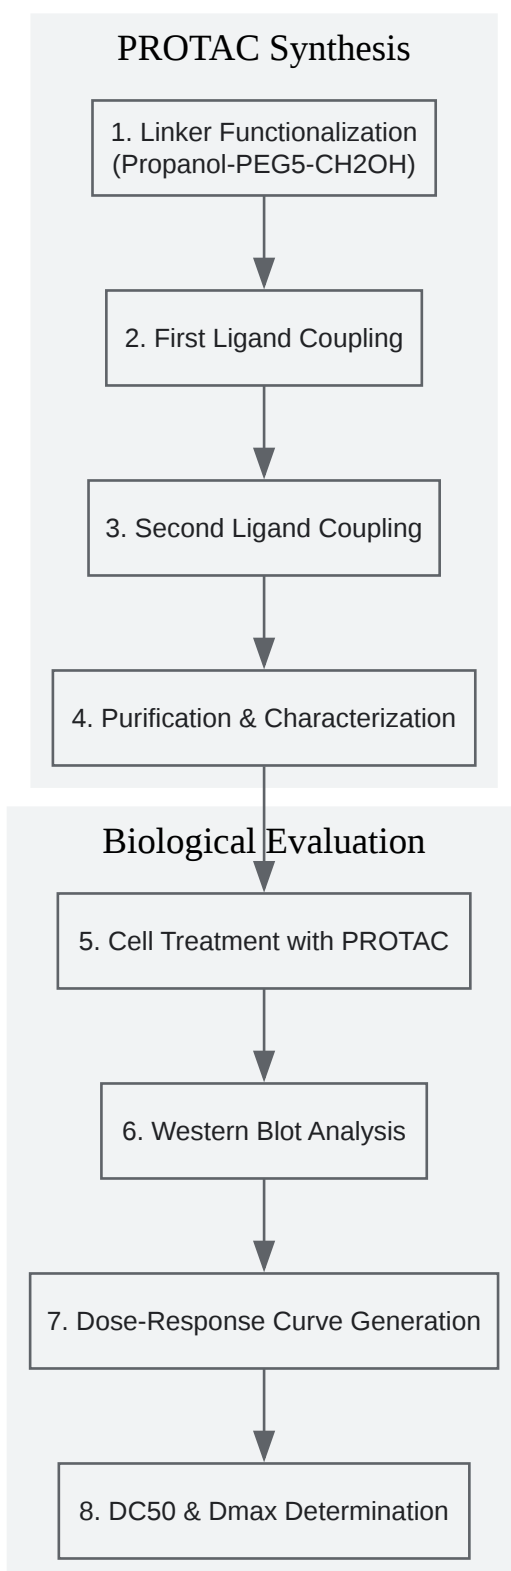 PROTAC Synthesis
1. Linker Functionalization
(Propanol-PEG5-CH2OH)
2. First Ligand Coupling
3. Second Ligand Coupling
4. Purification & Characterization
Biological Evaluation
5. Cell Treatment with PROTAC
6. Western Blot Analysis
7. Dose-Response Curve Generation
8. DC50 & Dmax Determination